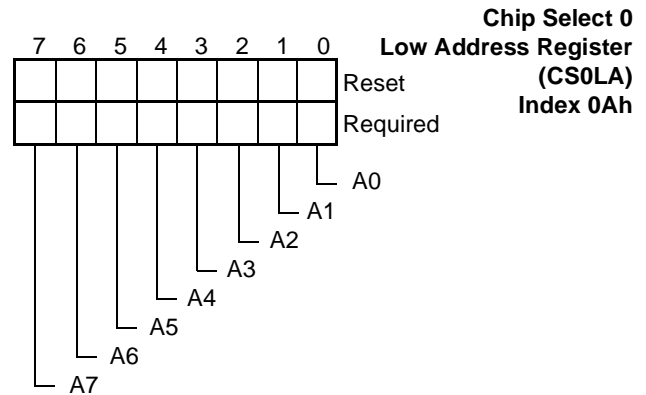 Chip Select 0
Low Address Register
(CS0LA)
Index 0Ah
7 6 5 4 3 2 1 0
Reset
Required
A0
A1
A2
A3
A4
A5
A6
A7